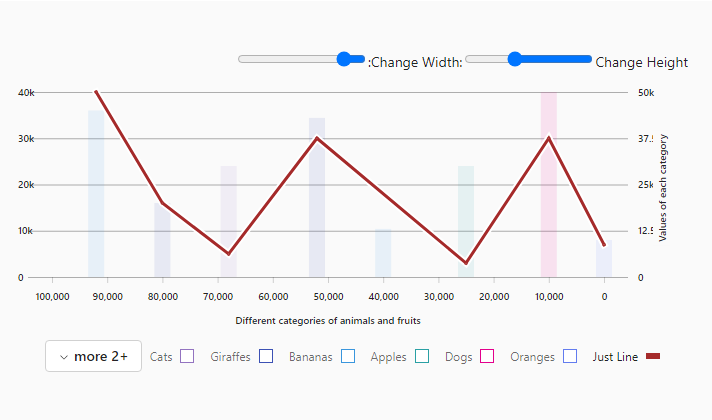 :Change Width: Change Height
40k 50k
30k 37.5
20k 25k
10k 12.5
0 0
Values of each category
100,000 90,000 80,000 70,000 60,000 50,000 40,000 30,000 20,000 10,000 0
Different categories of animals and fruits
more 2+ Cats Giraffes Bananas Apples Dogs Oranges Just Line